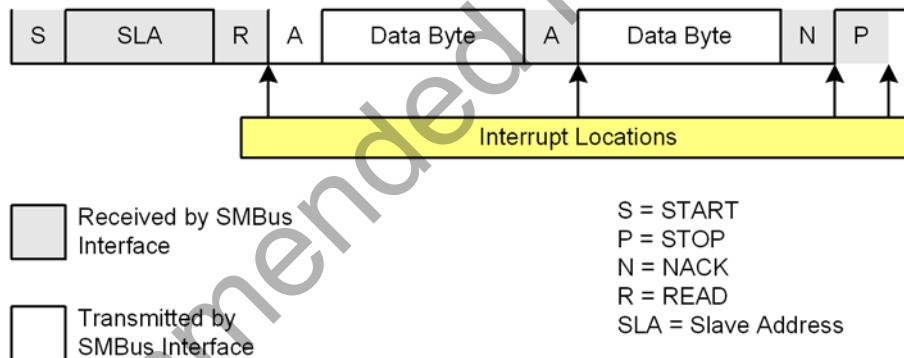 S SLA R A Data Byte A Data Byte N P
Interrupt Locations
Received by SMBus
Interface
Transmitted by
SMBus Interface
S = START
P = STOP
N = NACK
R = READ
SLA = Slave Address